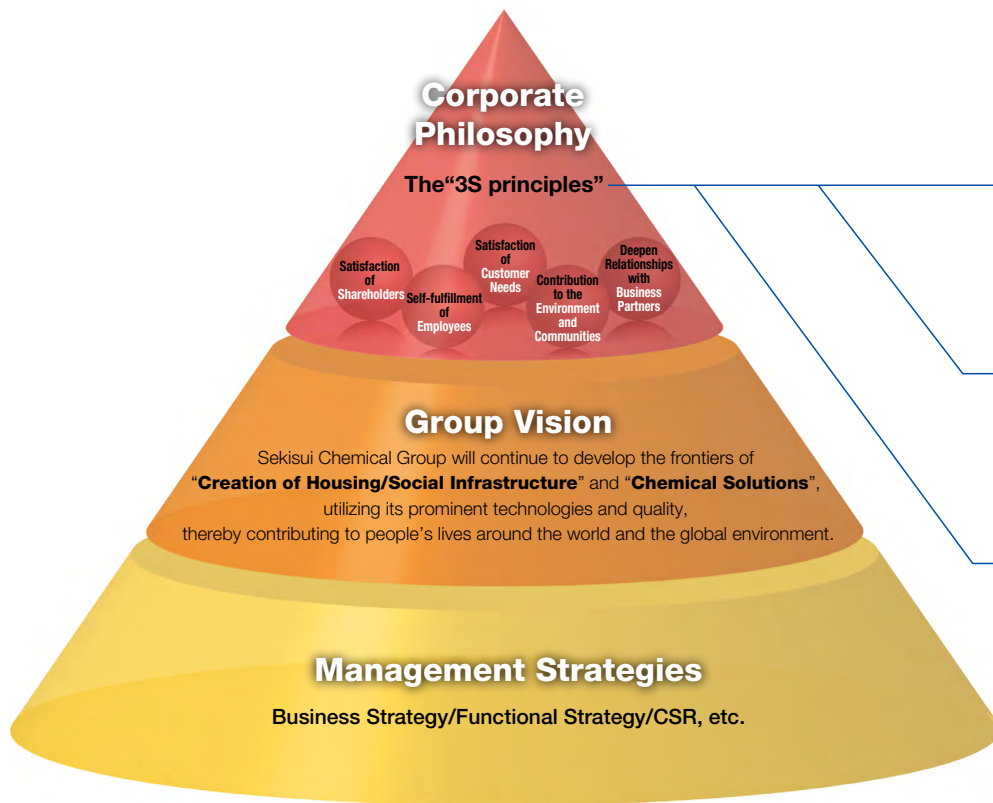 Corporate
Philosophy
The“3S principles”
Satisfaction
of
Shareholders
Self-fulfillment
of
Employees
Satisfaction
of
Customer
Needs
Contribution
to the
Environment
and
Communities
Deepen
Relationships
with
Business
Partners
Group Vision
Sekisui Chemical Group will continue to develop the frontiers of
“Creation of Housing/Social Infrastructure” and “Chemical Solutions”,
utilizing its prominent technologies and quality,
thereby contributing to people’s lives around the world and the global environment.
Management Strategies
Business Strategy/Functional Strategy/CSR, etc.